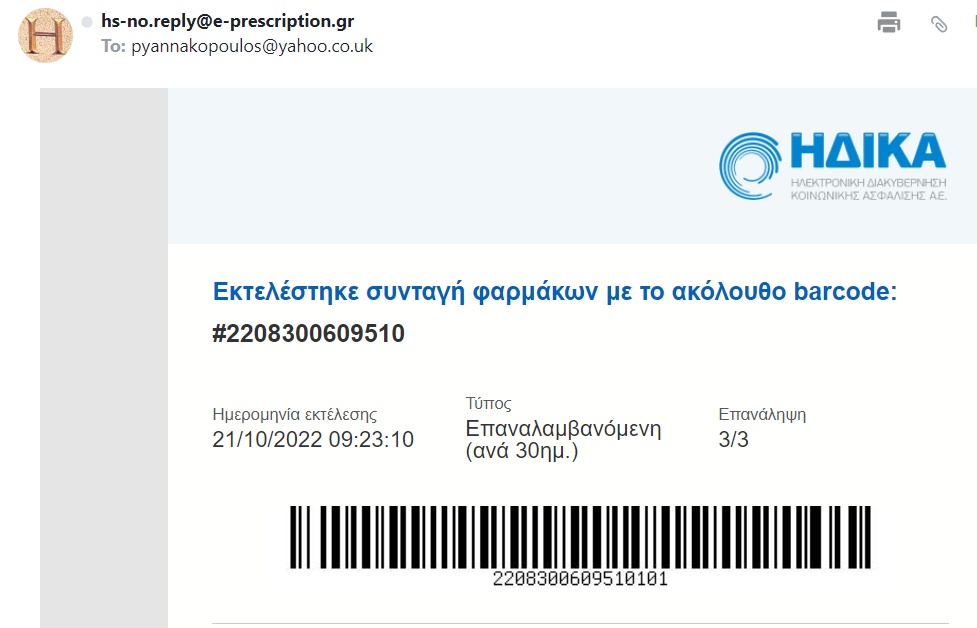 hs-no.reply@e-prescription.gr
To: pyannakopoulos@yahoo.co.uk
ΗΔΙΚΑ
ΗΛΕΚΤΡΟΝΙΚΗ ΔΙΑΚΥΒΕΡΝΗΣΗ
ΚΟΙΝΩΝΙΚΗΣ ΑΣΦΑΛΙΣΗΣ Α.Ε.
Εκτελέστηκε συνταγή φαρμάκων με το ακόλουθο barcode:
#2208300609510
Ημερομηνία εκτέλεσης
21/10/2022 09:23:10
Τύπος
Επαναλαμβανόμενη
(ανά 30ημ.)
Επανάληψη
3/3
2208300609510101